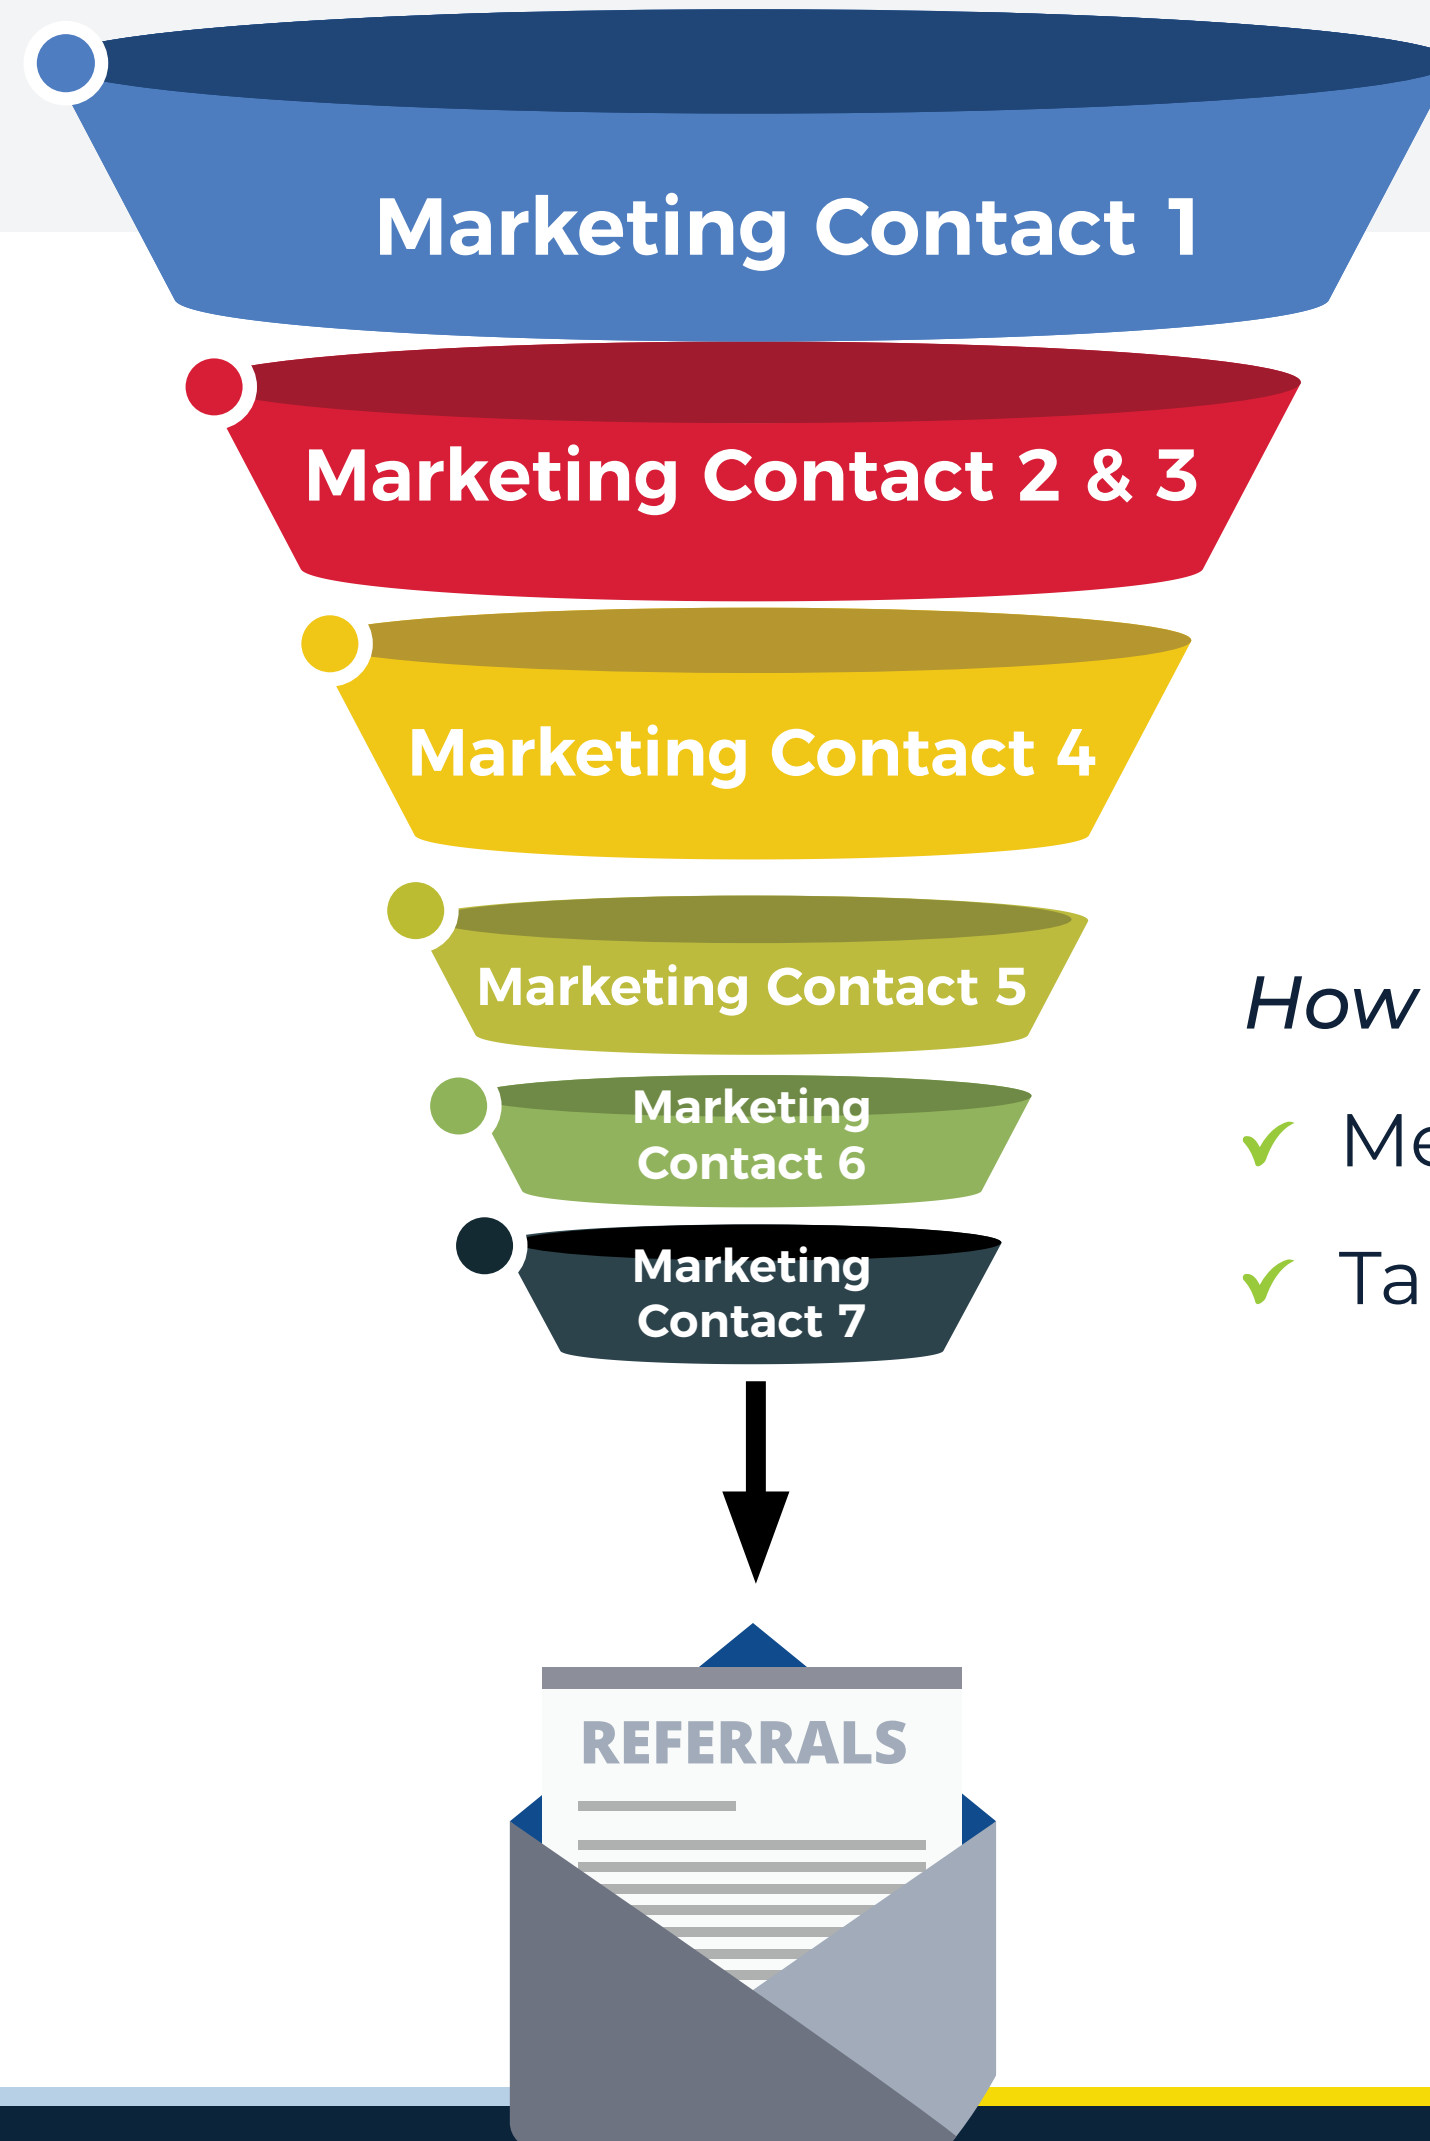 Marketing Contact 1
Marketing Contact 2 & 3
Marketing Contact 4
Marketing Contact 5
How
Marketing
Contact 6
Marketing
Contact 7
REFERRALS